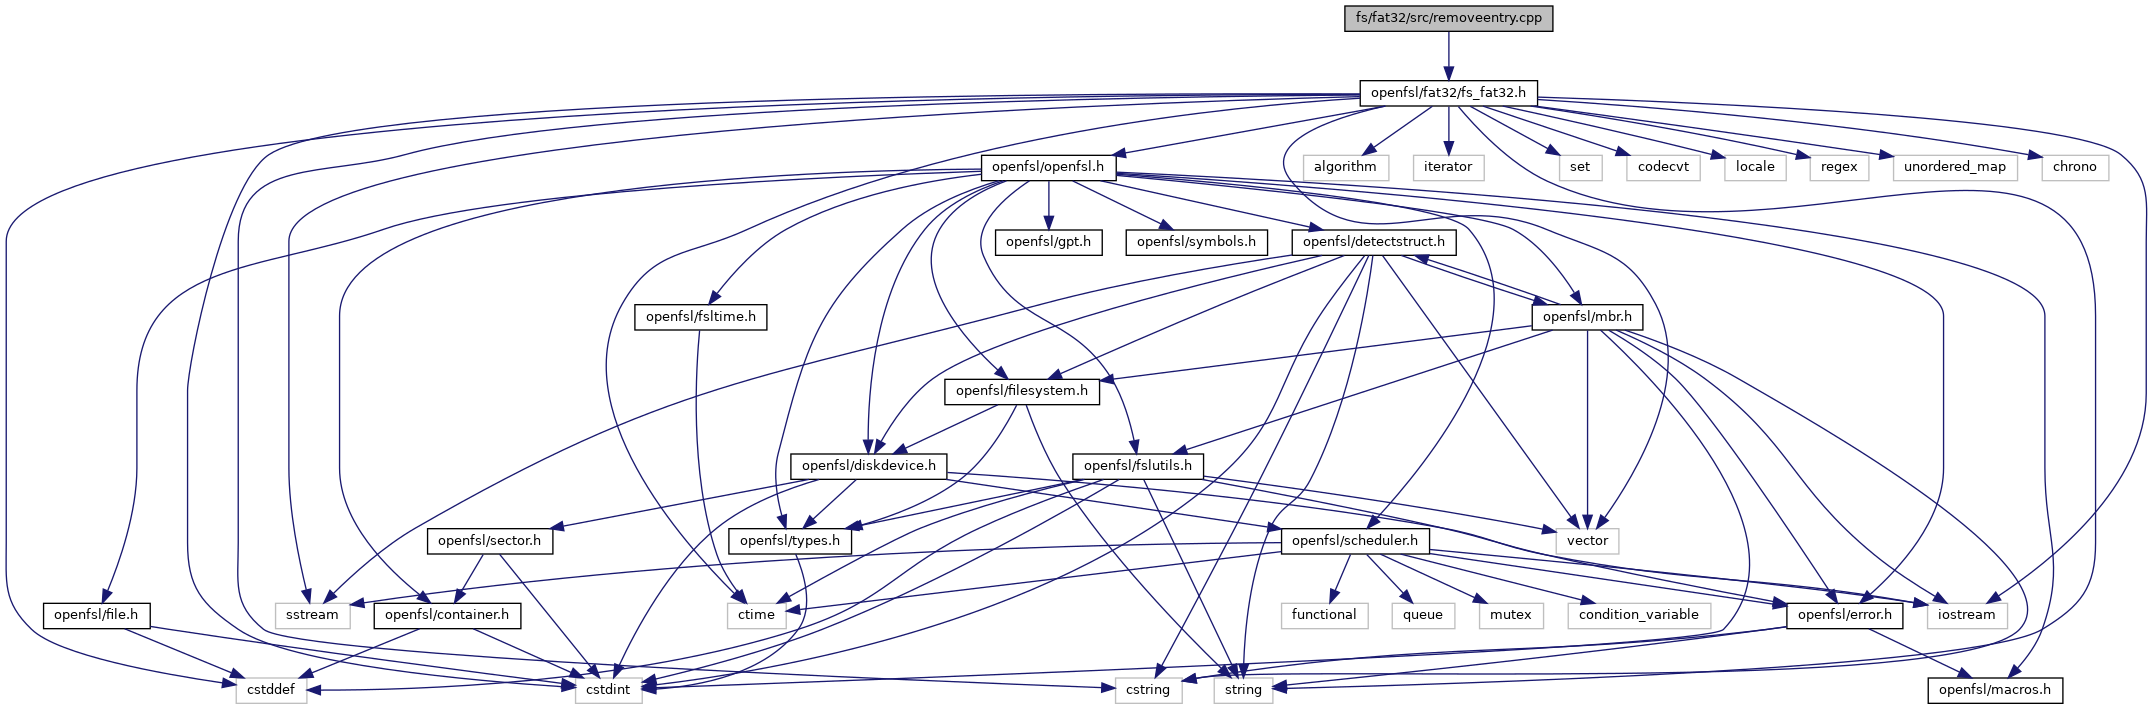 fs/fat32/src/removeentry.cpp
openfsl/fat32/fs_fat32.h
openfsl/openfsl.h
algorithm
iterator
set
codecvt
locale
regex
unordered_map
chrono
openfsl/gpt.h
openfsl/symbols.h
openfsl/detectstruct.h
openfsl/fsltime.h
openfsl/mbr.h
openfsl/filesystem.h
openfsl/diskdevice.h
openfsl/fslutils.h
openfsl/sector.h
openfsl/types.h
openfsl/scheduler.h
vector
openfsl/file.h
sstream
openfsl/container.h
ctime
functional
queue
mutex
condition_variable
openfsl/error.h
iostream
cstddef
cstdint
cstring
string
openfsl/macros.h